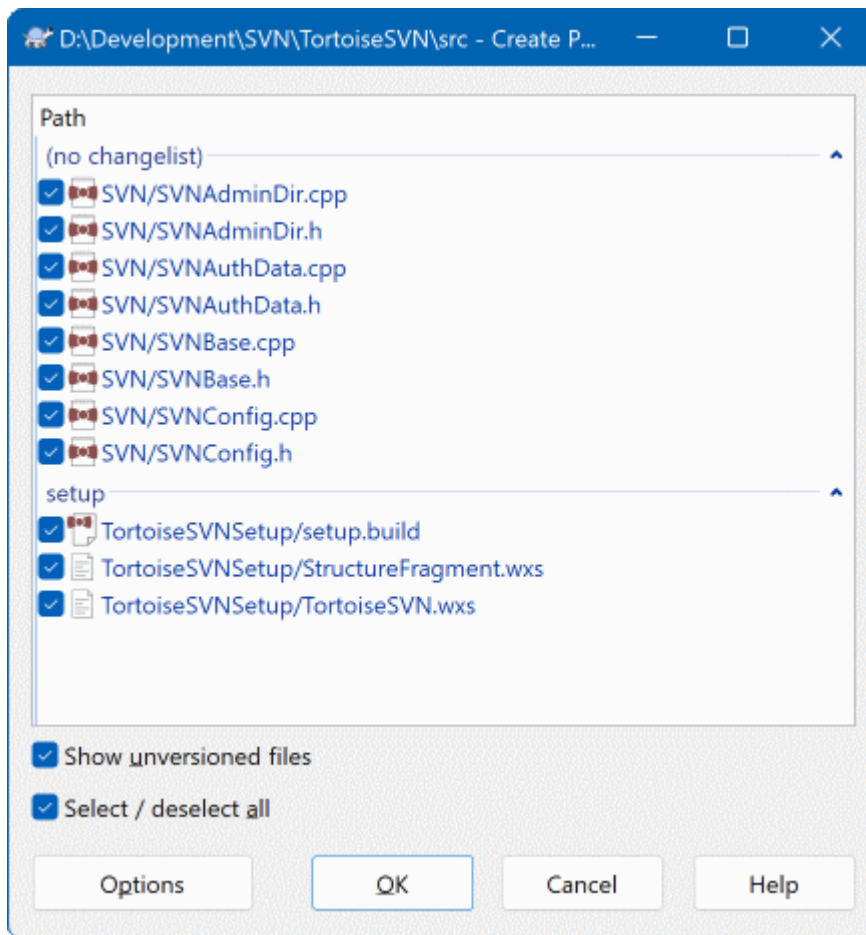 D:\Development\SVN\TortoiseSVN\src - Create P...
Path
(no changelist)
SVN/SVNAdminDir.cpp
SVN/SVNAdminDir.h
SVN/SVNAuthData.cpp
SVN/SVNAuthData.h
SVN/SVNBase.cpp
SVN/SVNBase.h
SVN/SVNConfig.cpp
SVN/SVNConfig.h
setup
TortoiseSVNSetup/setup.build
TortoiseSVNSetup/StructureFragment.wxs
TortoiseSVNSetup/TortoiseSVN.wxs
Show unversioned files
Select / deselect all
Options OK Cancel Help